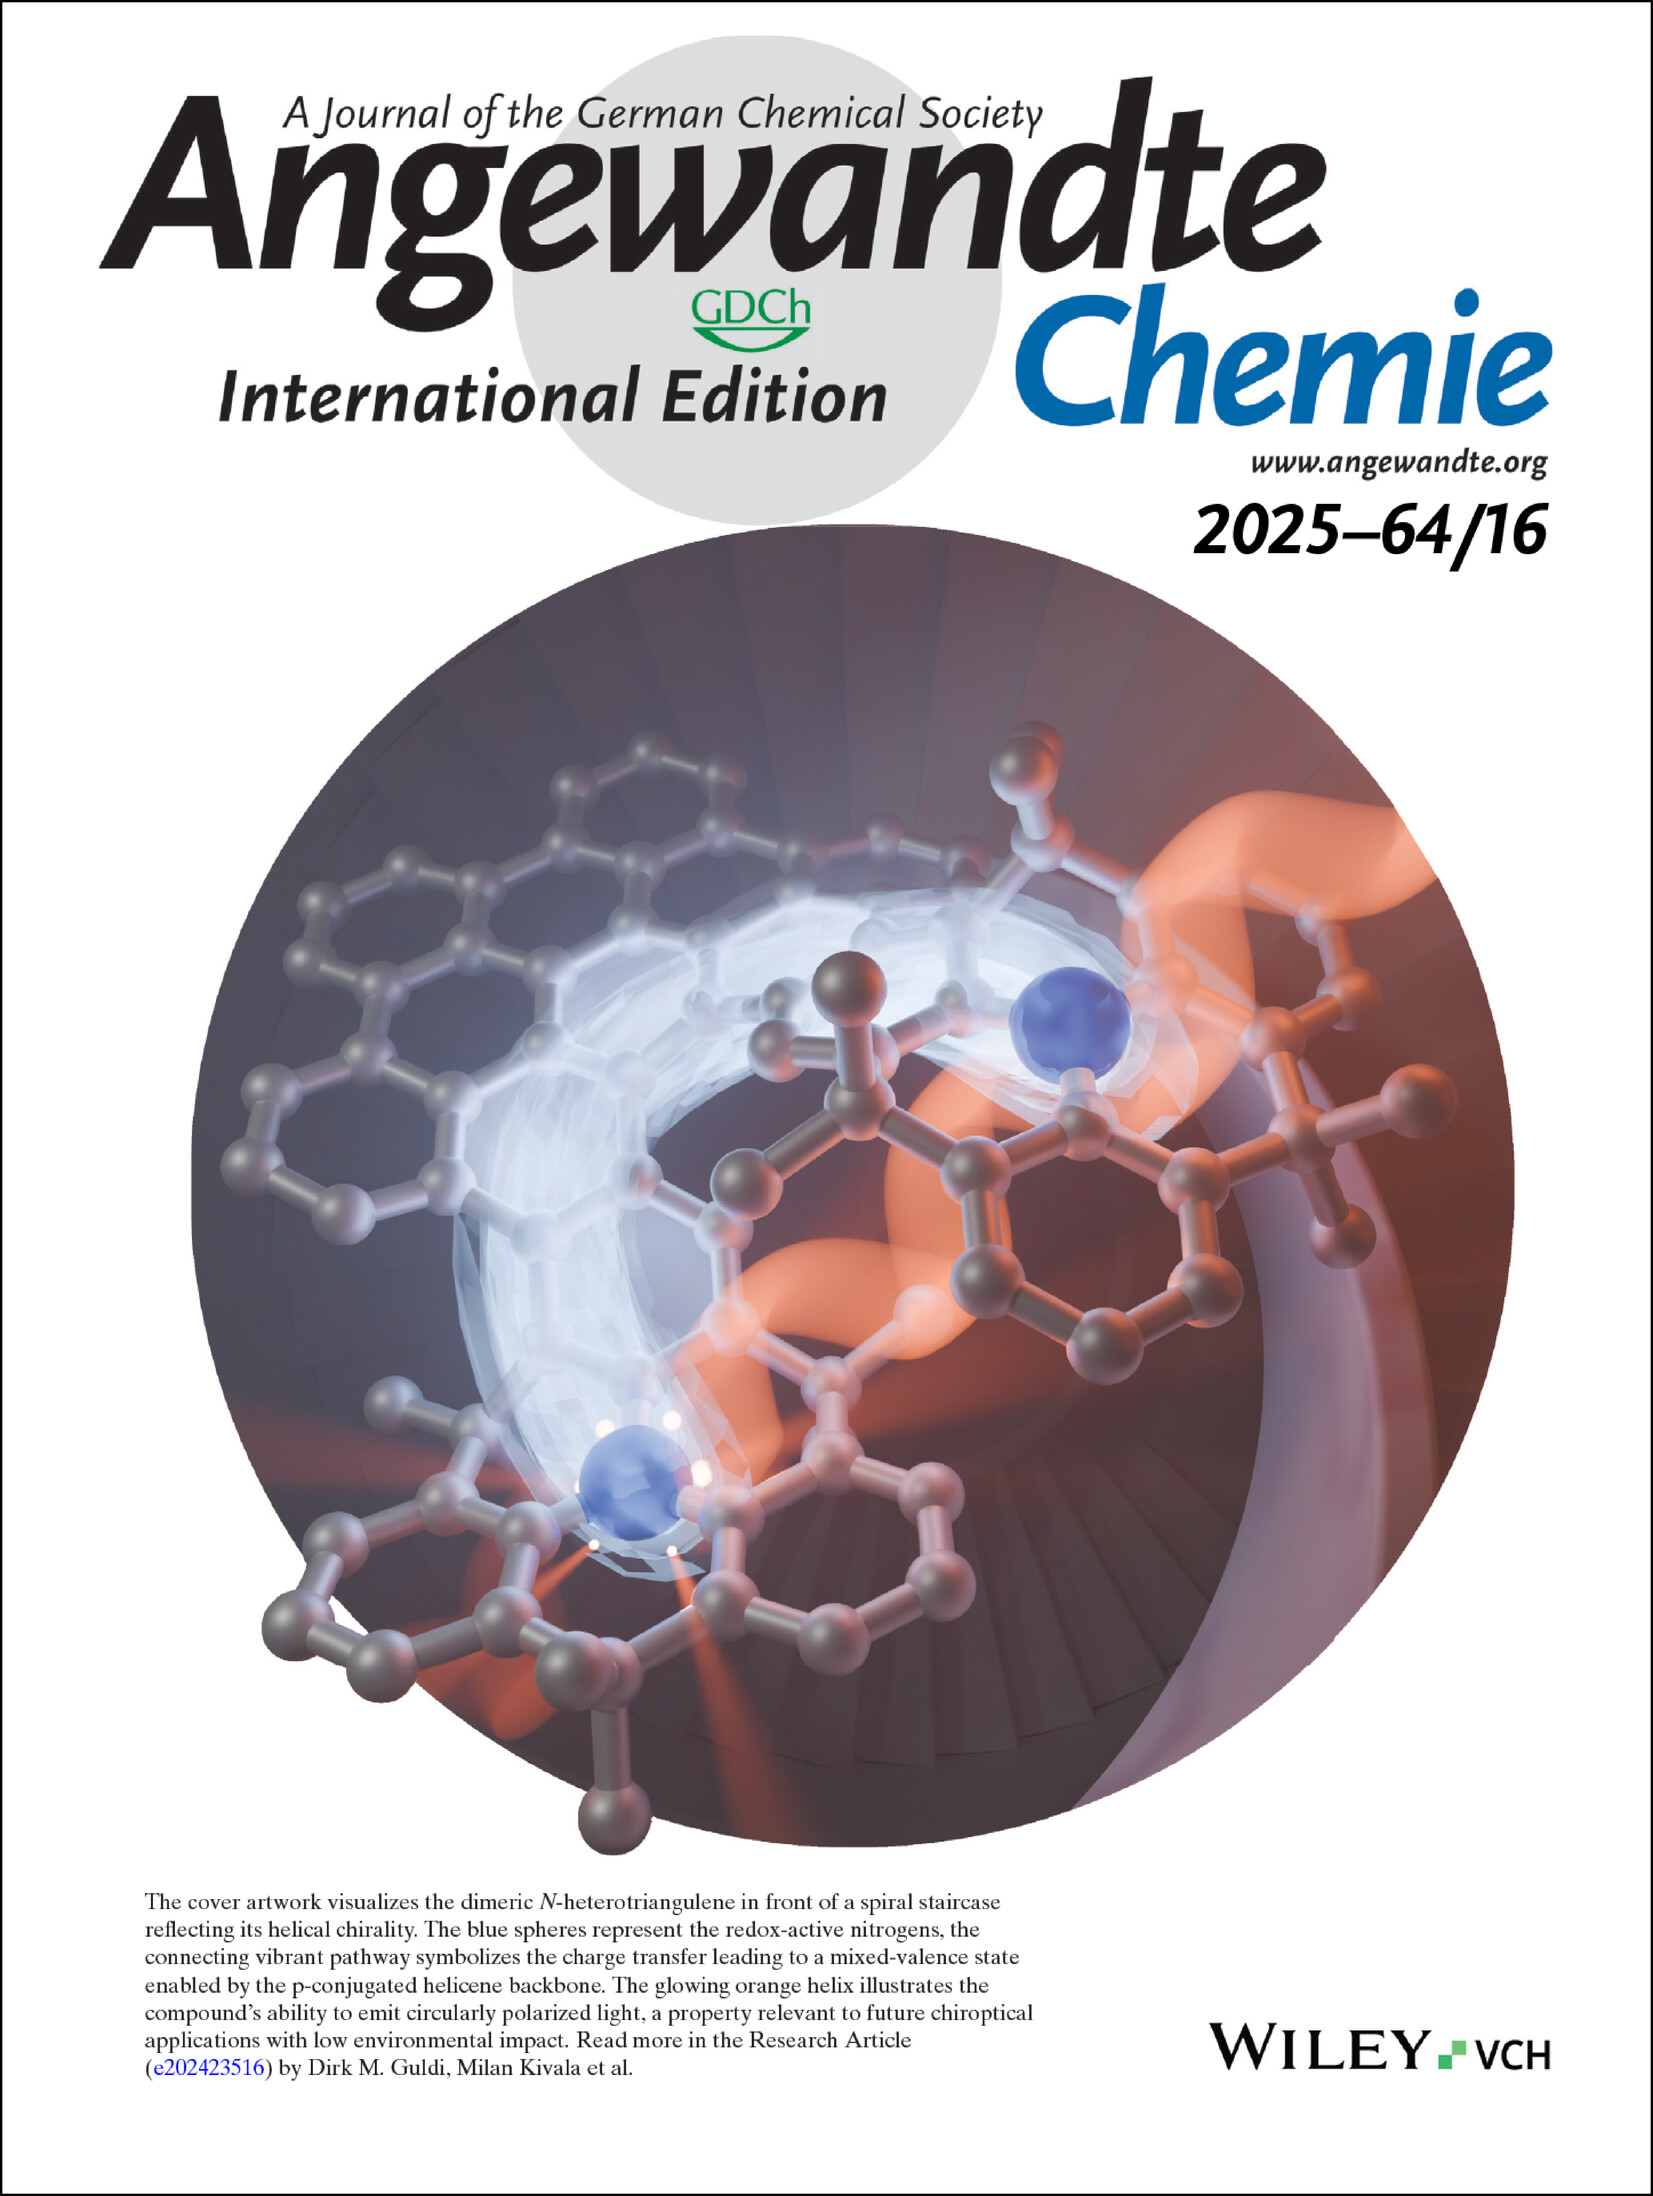 A Journal of the German Chemical Society
Angewandte
GDCh
International Edition
Chemie
www.angewandte.org
2025–64/16
The cover artwork visualizes the dimeric N-heterotriangulene in front of a spiral staircase
reflecting its helical chirality. The blue spheres represent the redox-active nitrogens, the
connecting vibrant pathway symbolizes the charge transfer leading to a mixed-valence state
enabled by the p-conjugated helicene backbone. The glowing orange helix illustrates the
compound’s ability to emit circularly polarized light, a property relevant to future chiroptical
applications with low environmental impact. Read more in the Research Article
(e202423516) by Dirk M. Guldi, Milan Kivala et al.
WILEY VCH